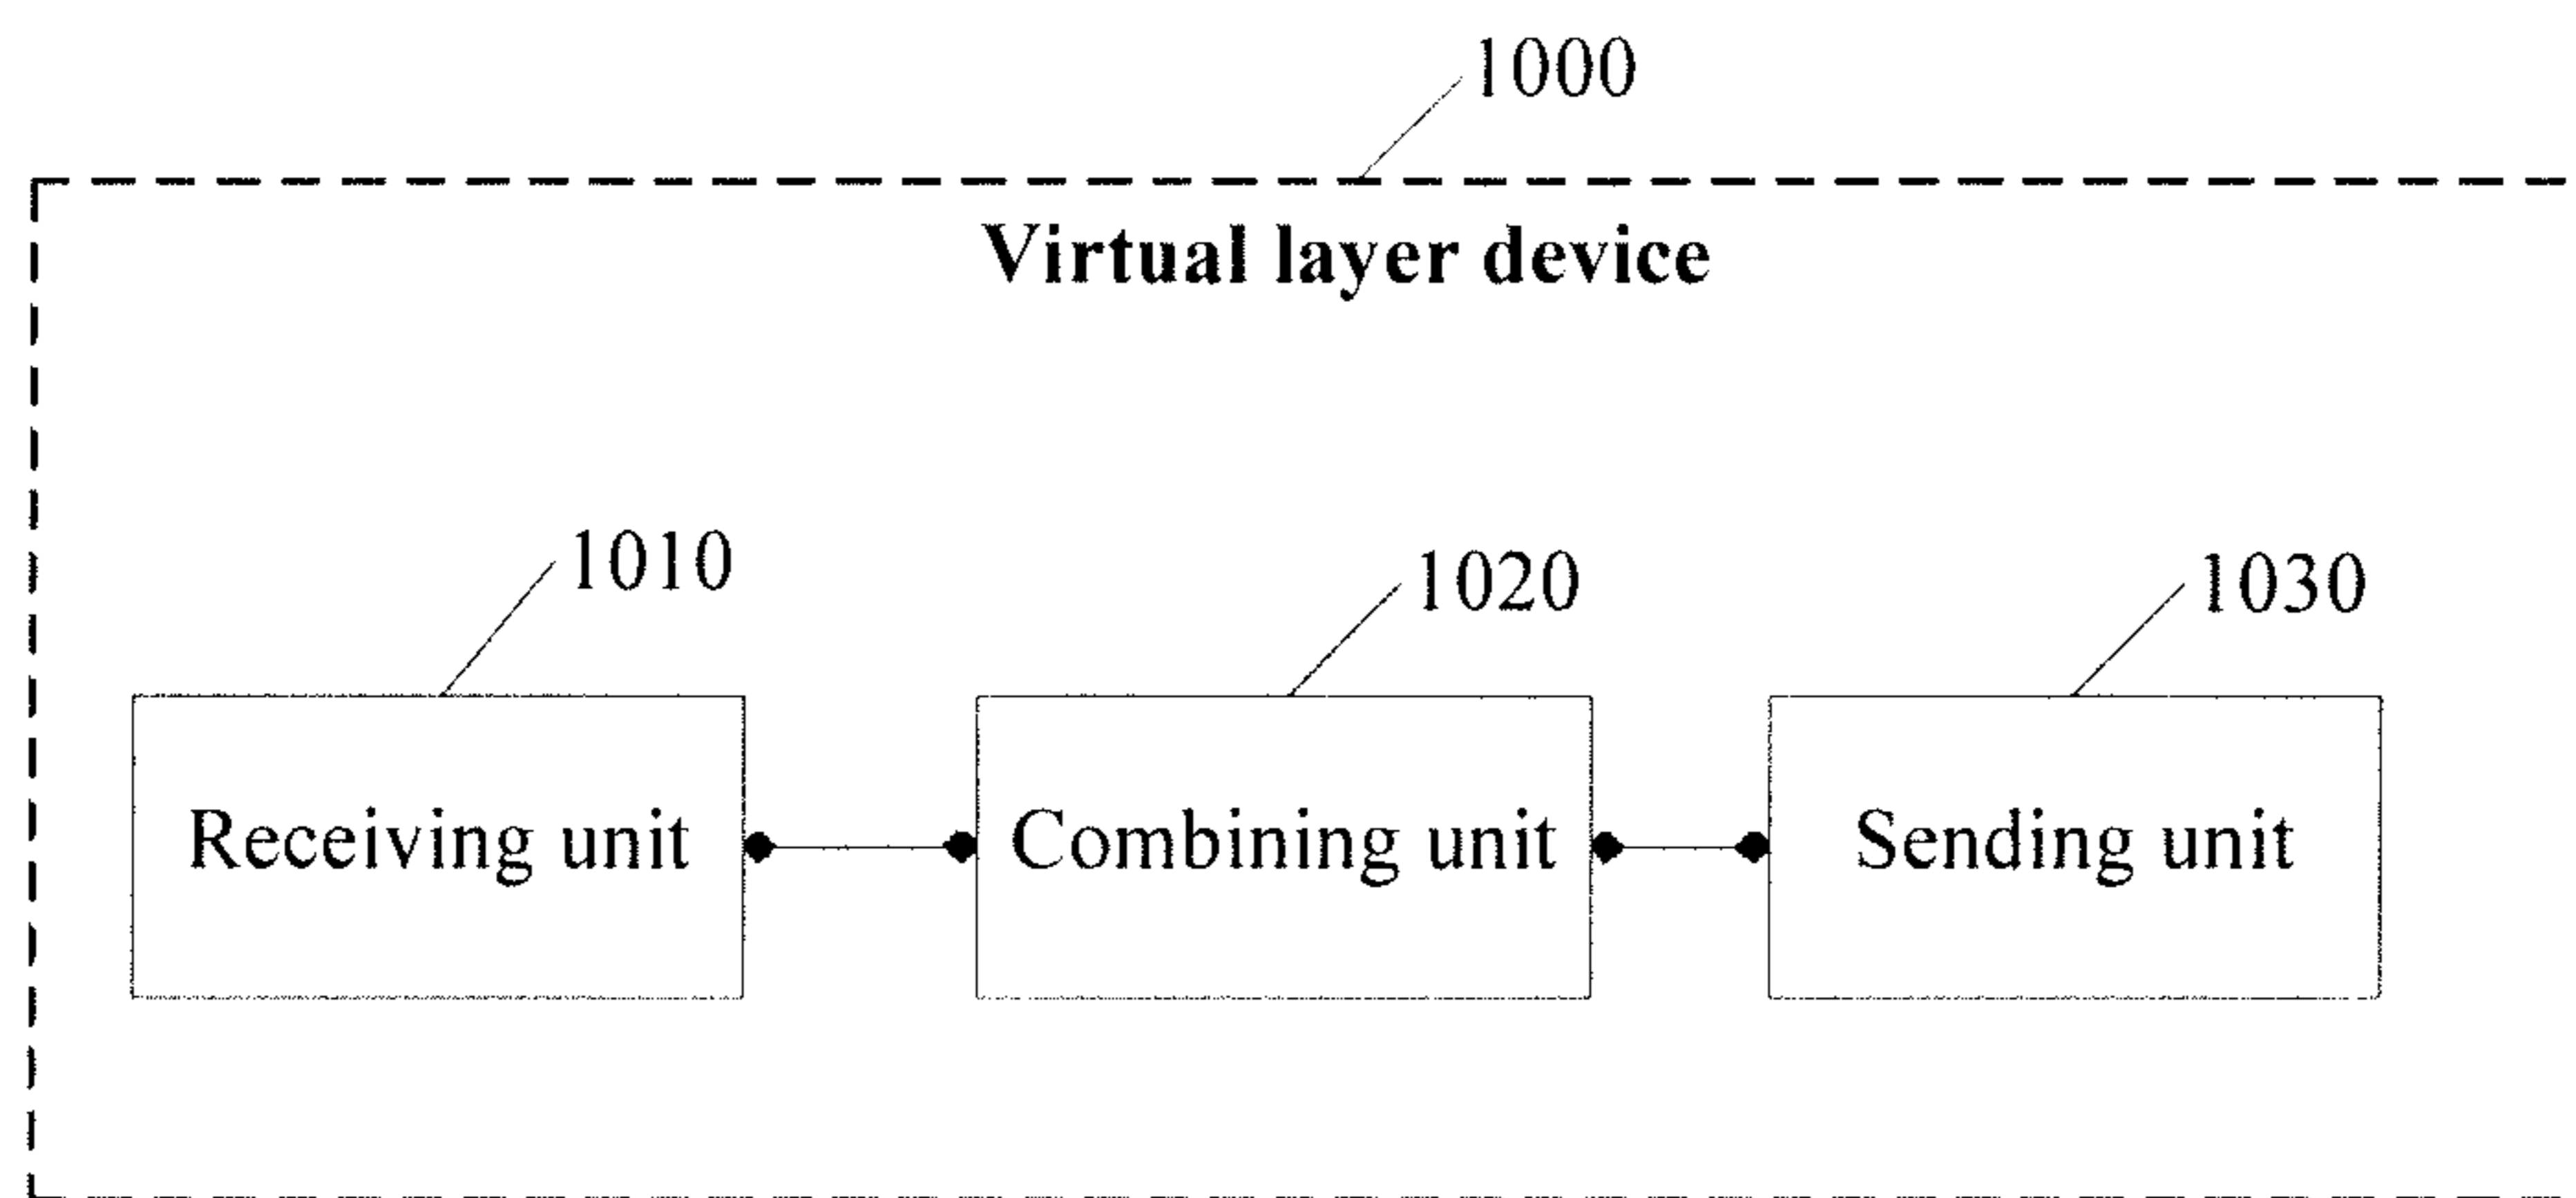 1000
Virtual layer device
1010
1020
1030
Receiving unit
Combining unit
Sending unit